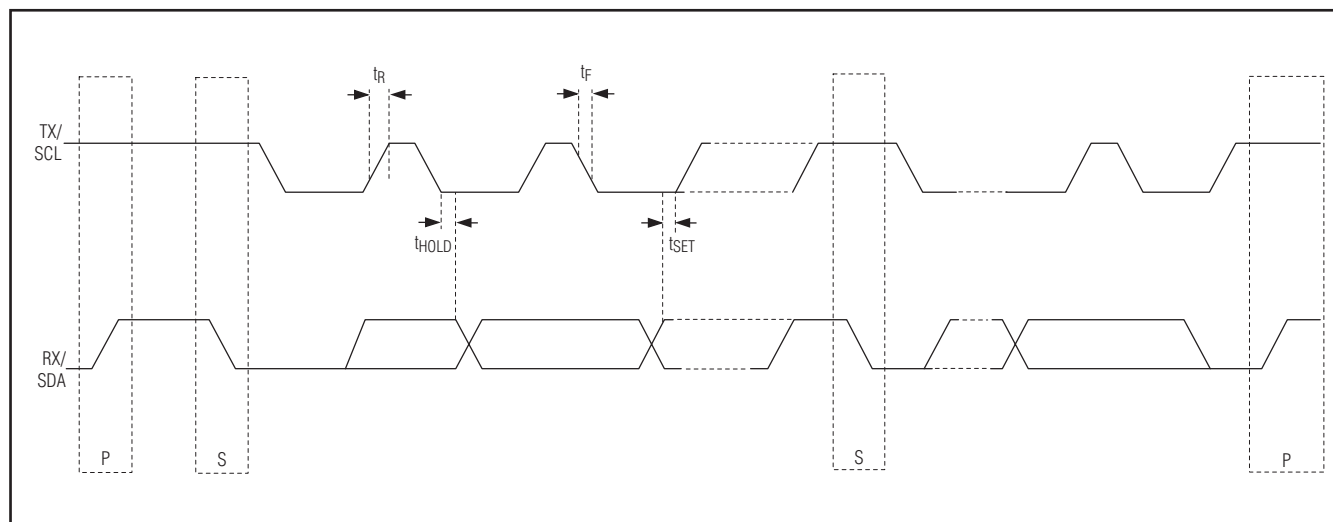 tR
tF
TX/
SCL
tHOLD
tSET
RX/
SDA
P
S
S
P